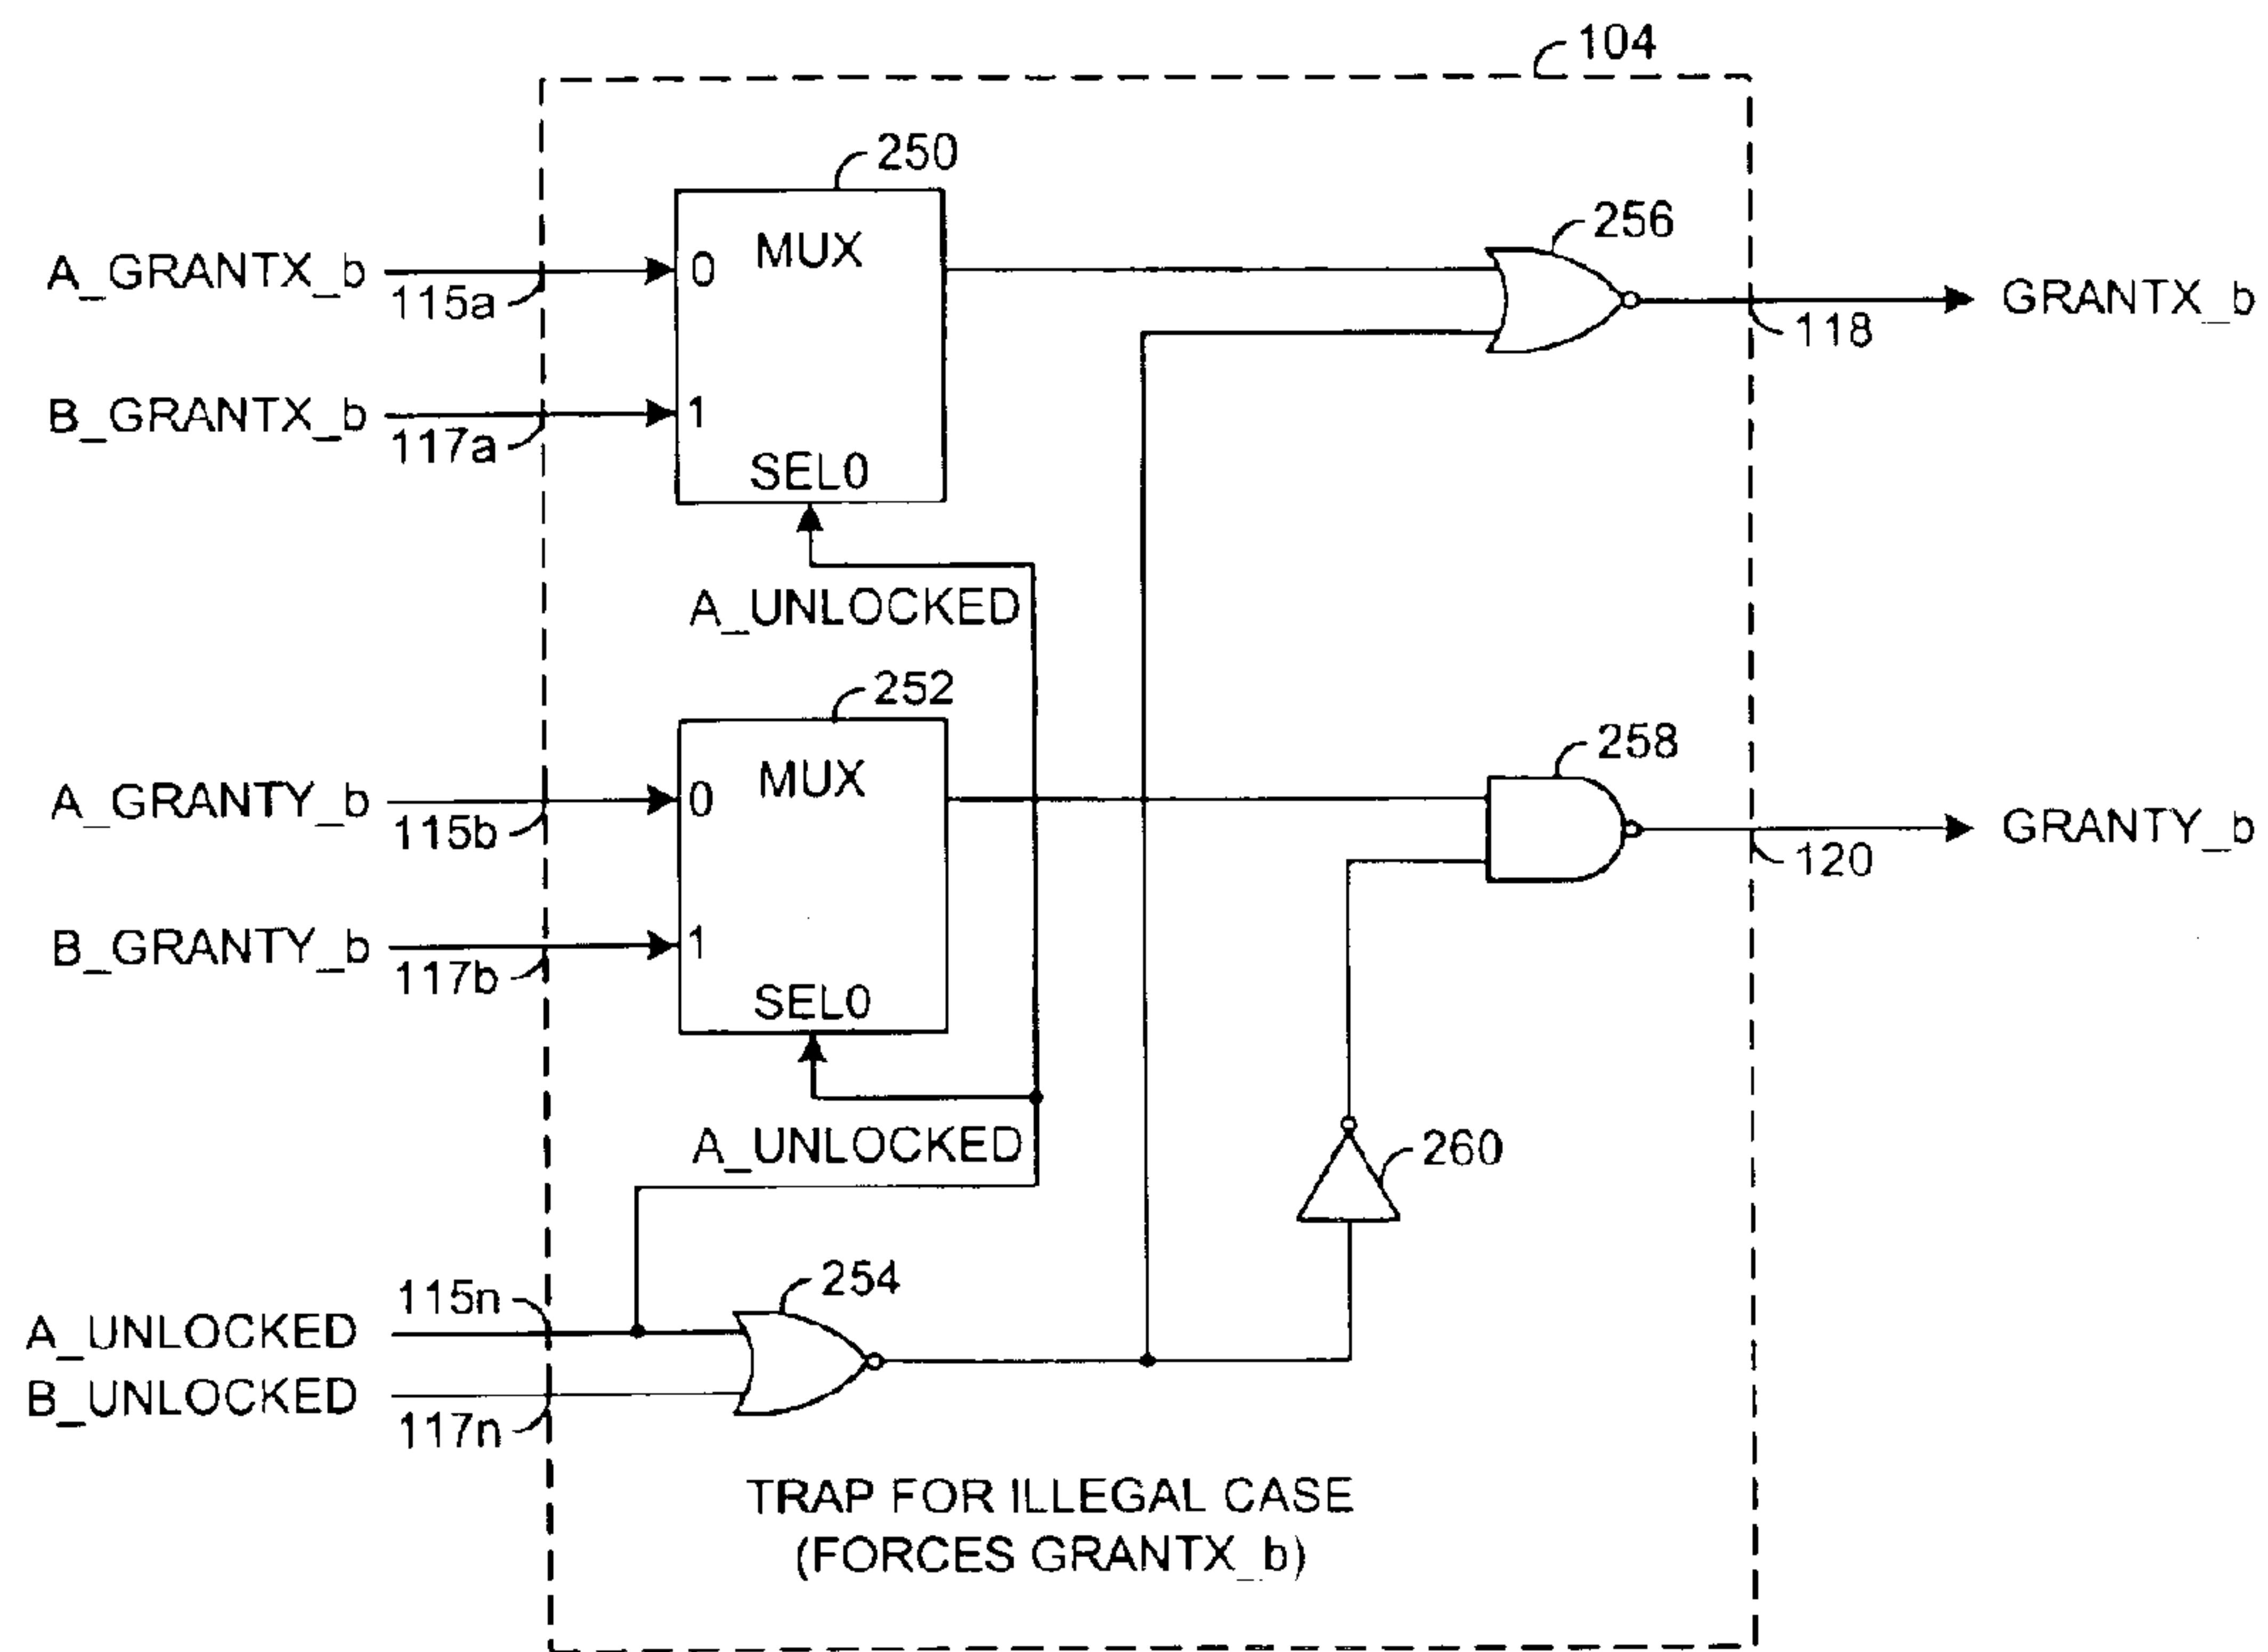 104
250
MUX
256
A_GRANTX_b
0
GRANTX_b
115a
118
B_GRANTX_b
1
117a
SEL0
A_UNLOCKED
252
258
MUX
A_GRANTY_b
0
GRANTY_b
115b
120
B_GRANTY_b
1
117b
SEL0
A_UNLOCKED
260
254
115n
A_UNLOCKED
B_UNLOCKED
117n
TRAP FOR ILLEGAL CASE
(FORCES GRANTX_b)